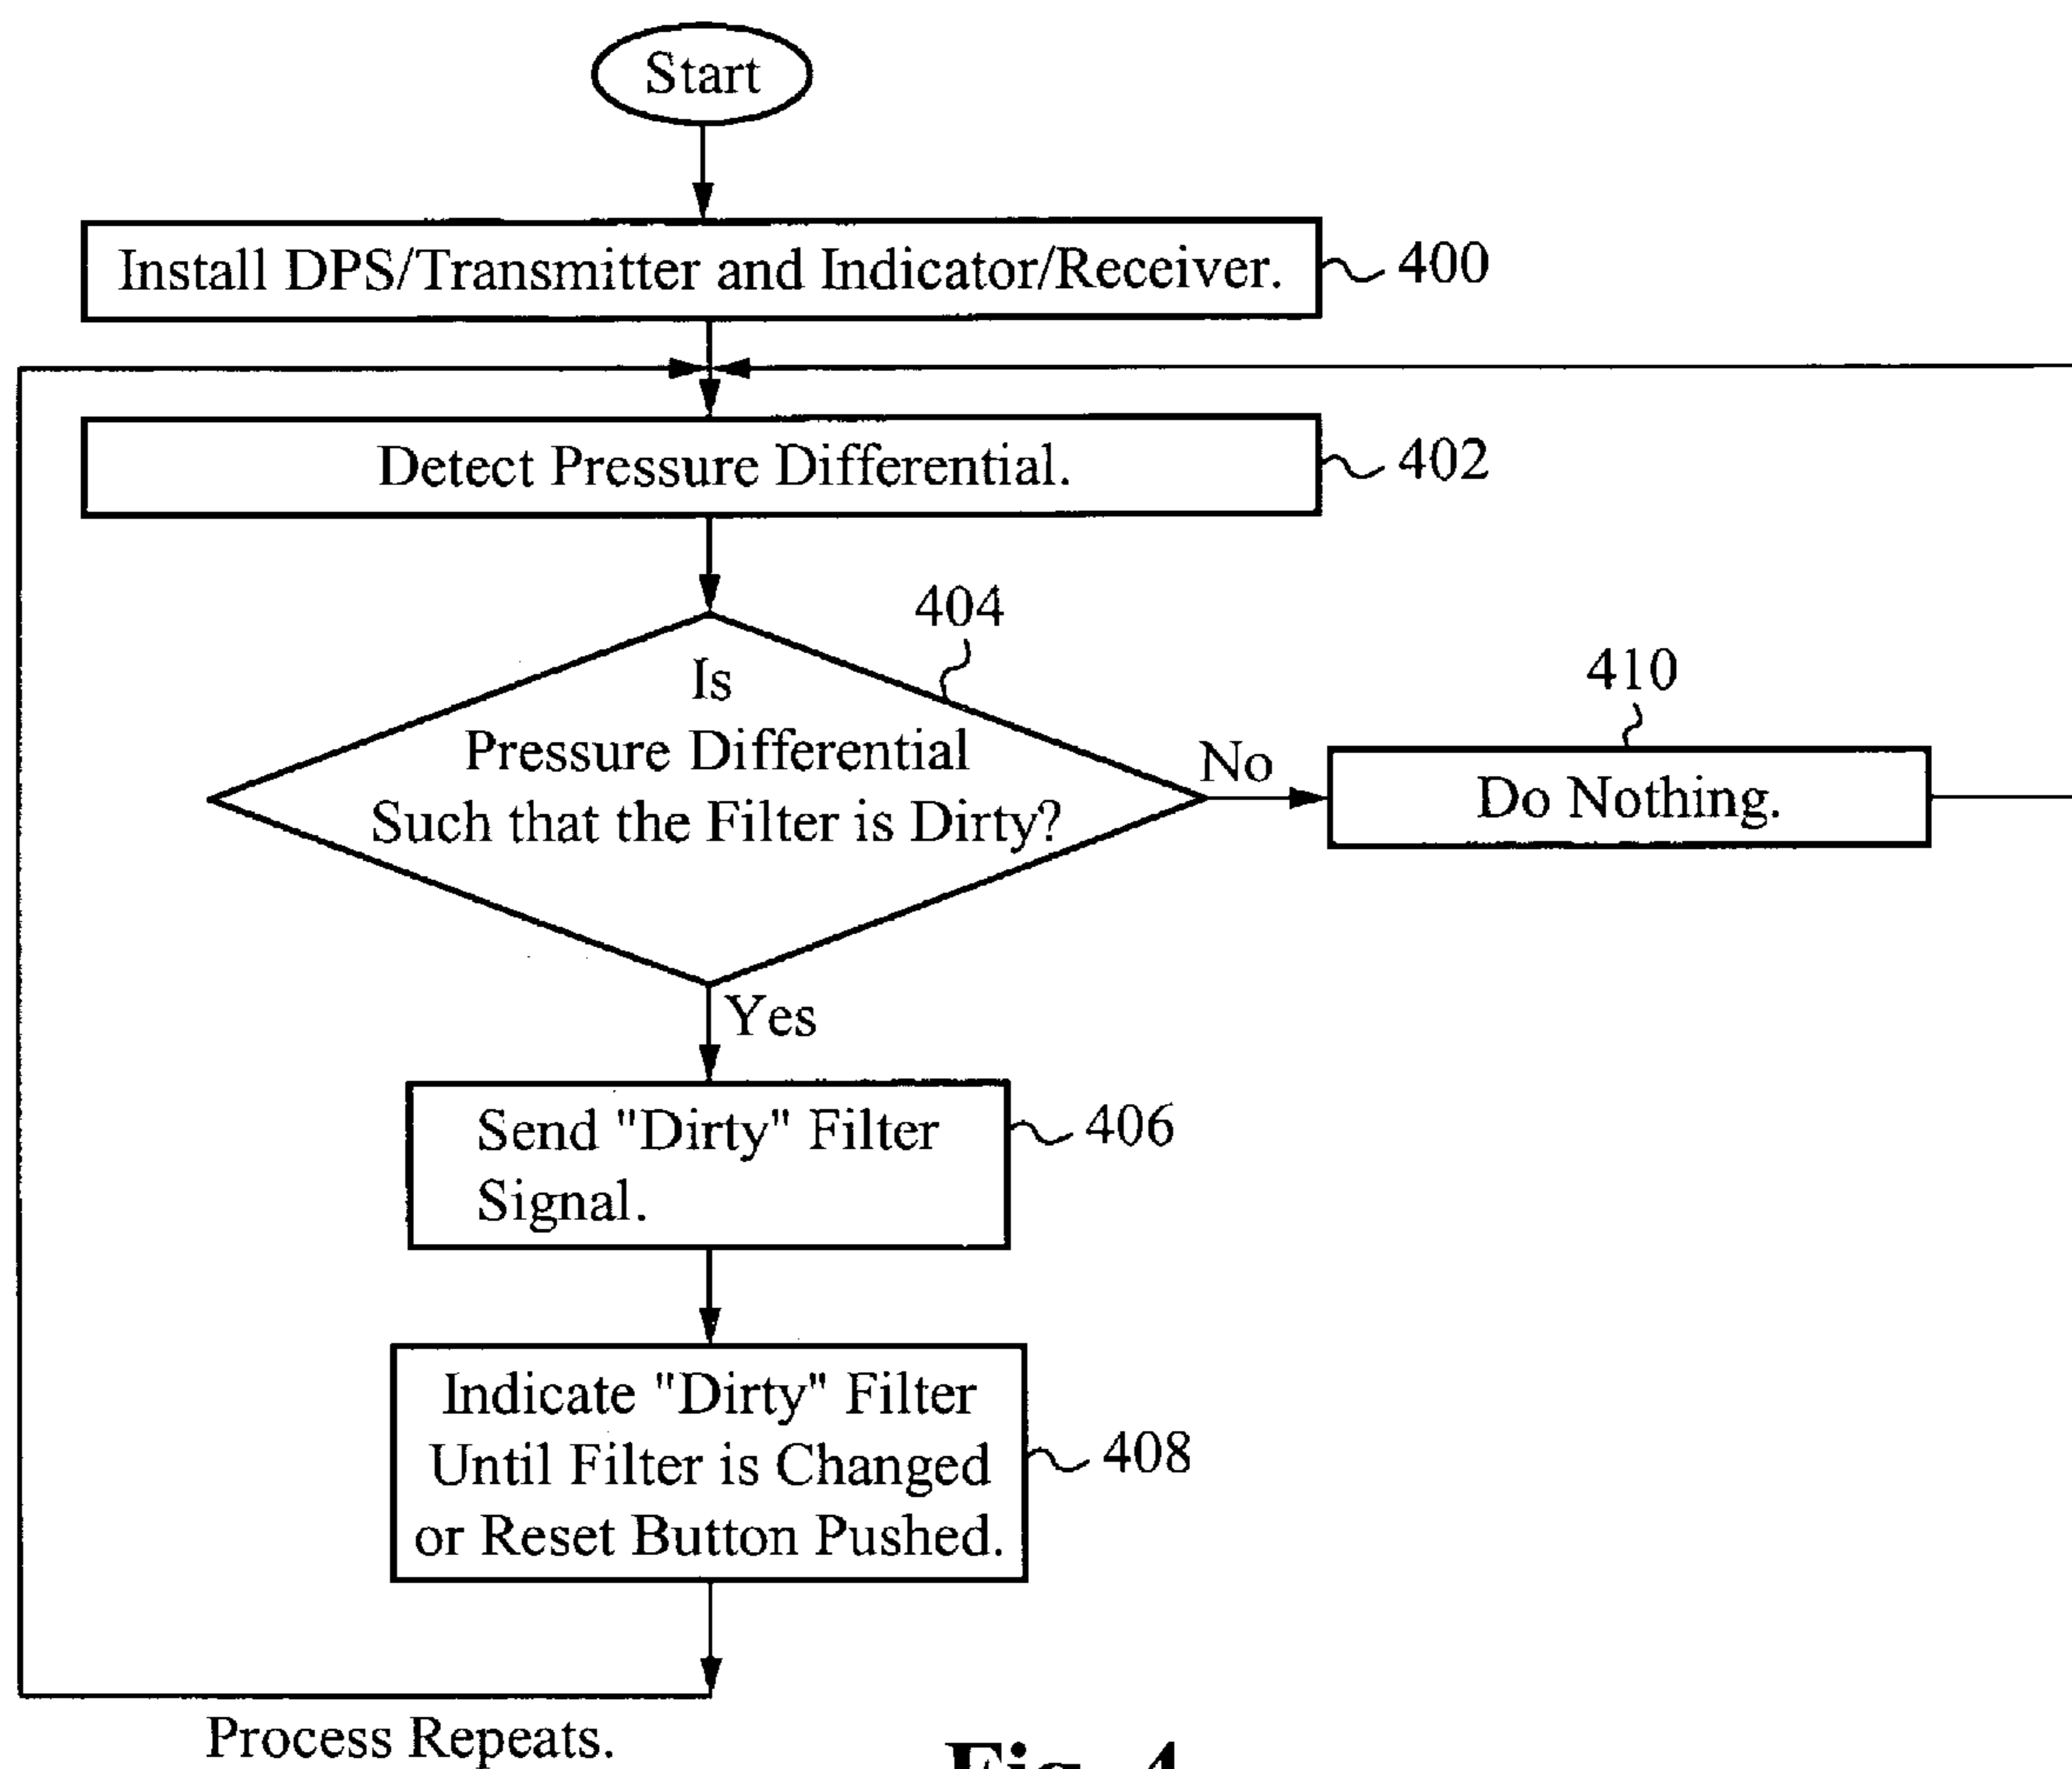 Start
Install DPS/Transmitter and Indicator/Receiver.
400
Detect Pressure Differential.
402
404
Is
Pressure Differential
Such that the Filter is Dirty?
No
410
Do Nothing.
Yes
Send "Dirty" Filter
Signal.
406
Indicate "Dirty" Filter
Until Filter is Changed
or Reset Button Pushed.
408
Process Repeats.
Fig. 4